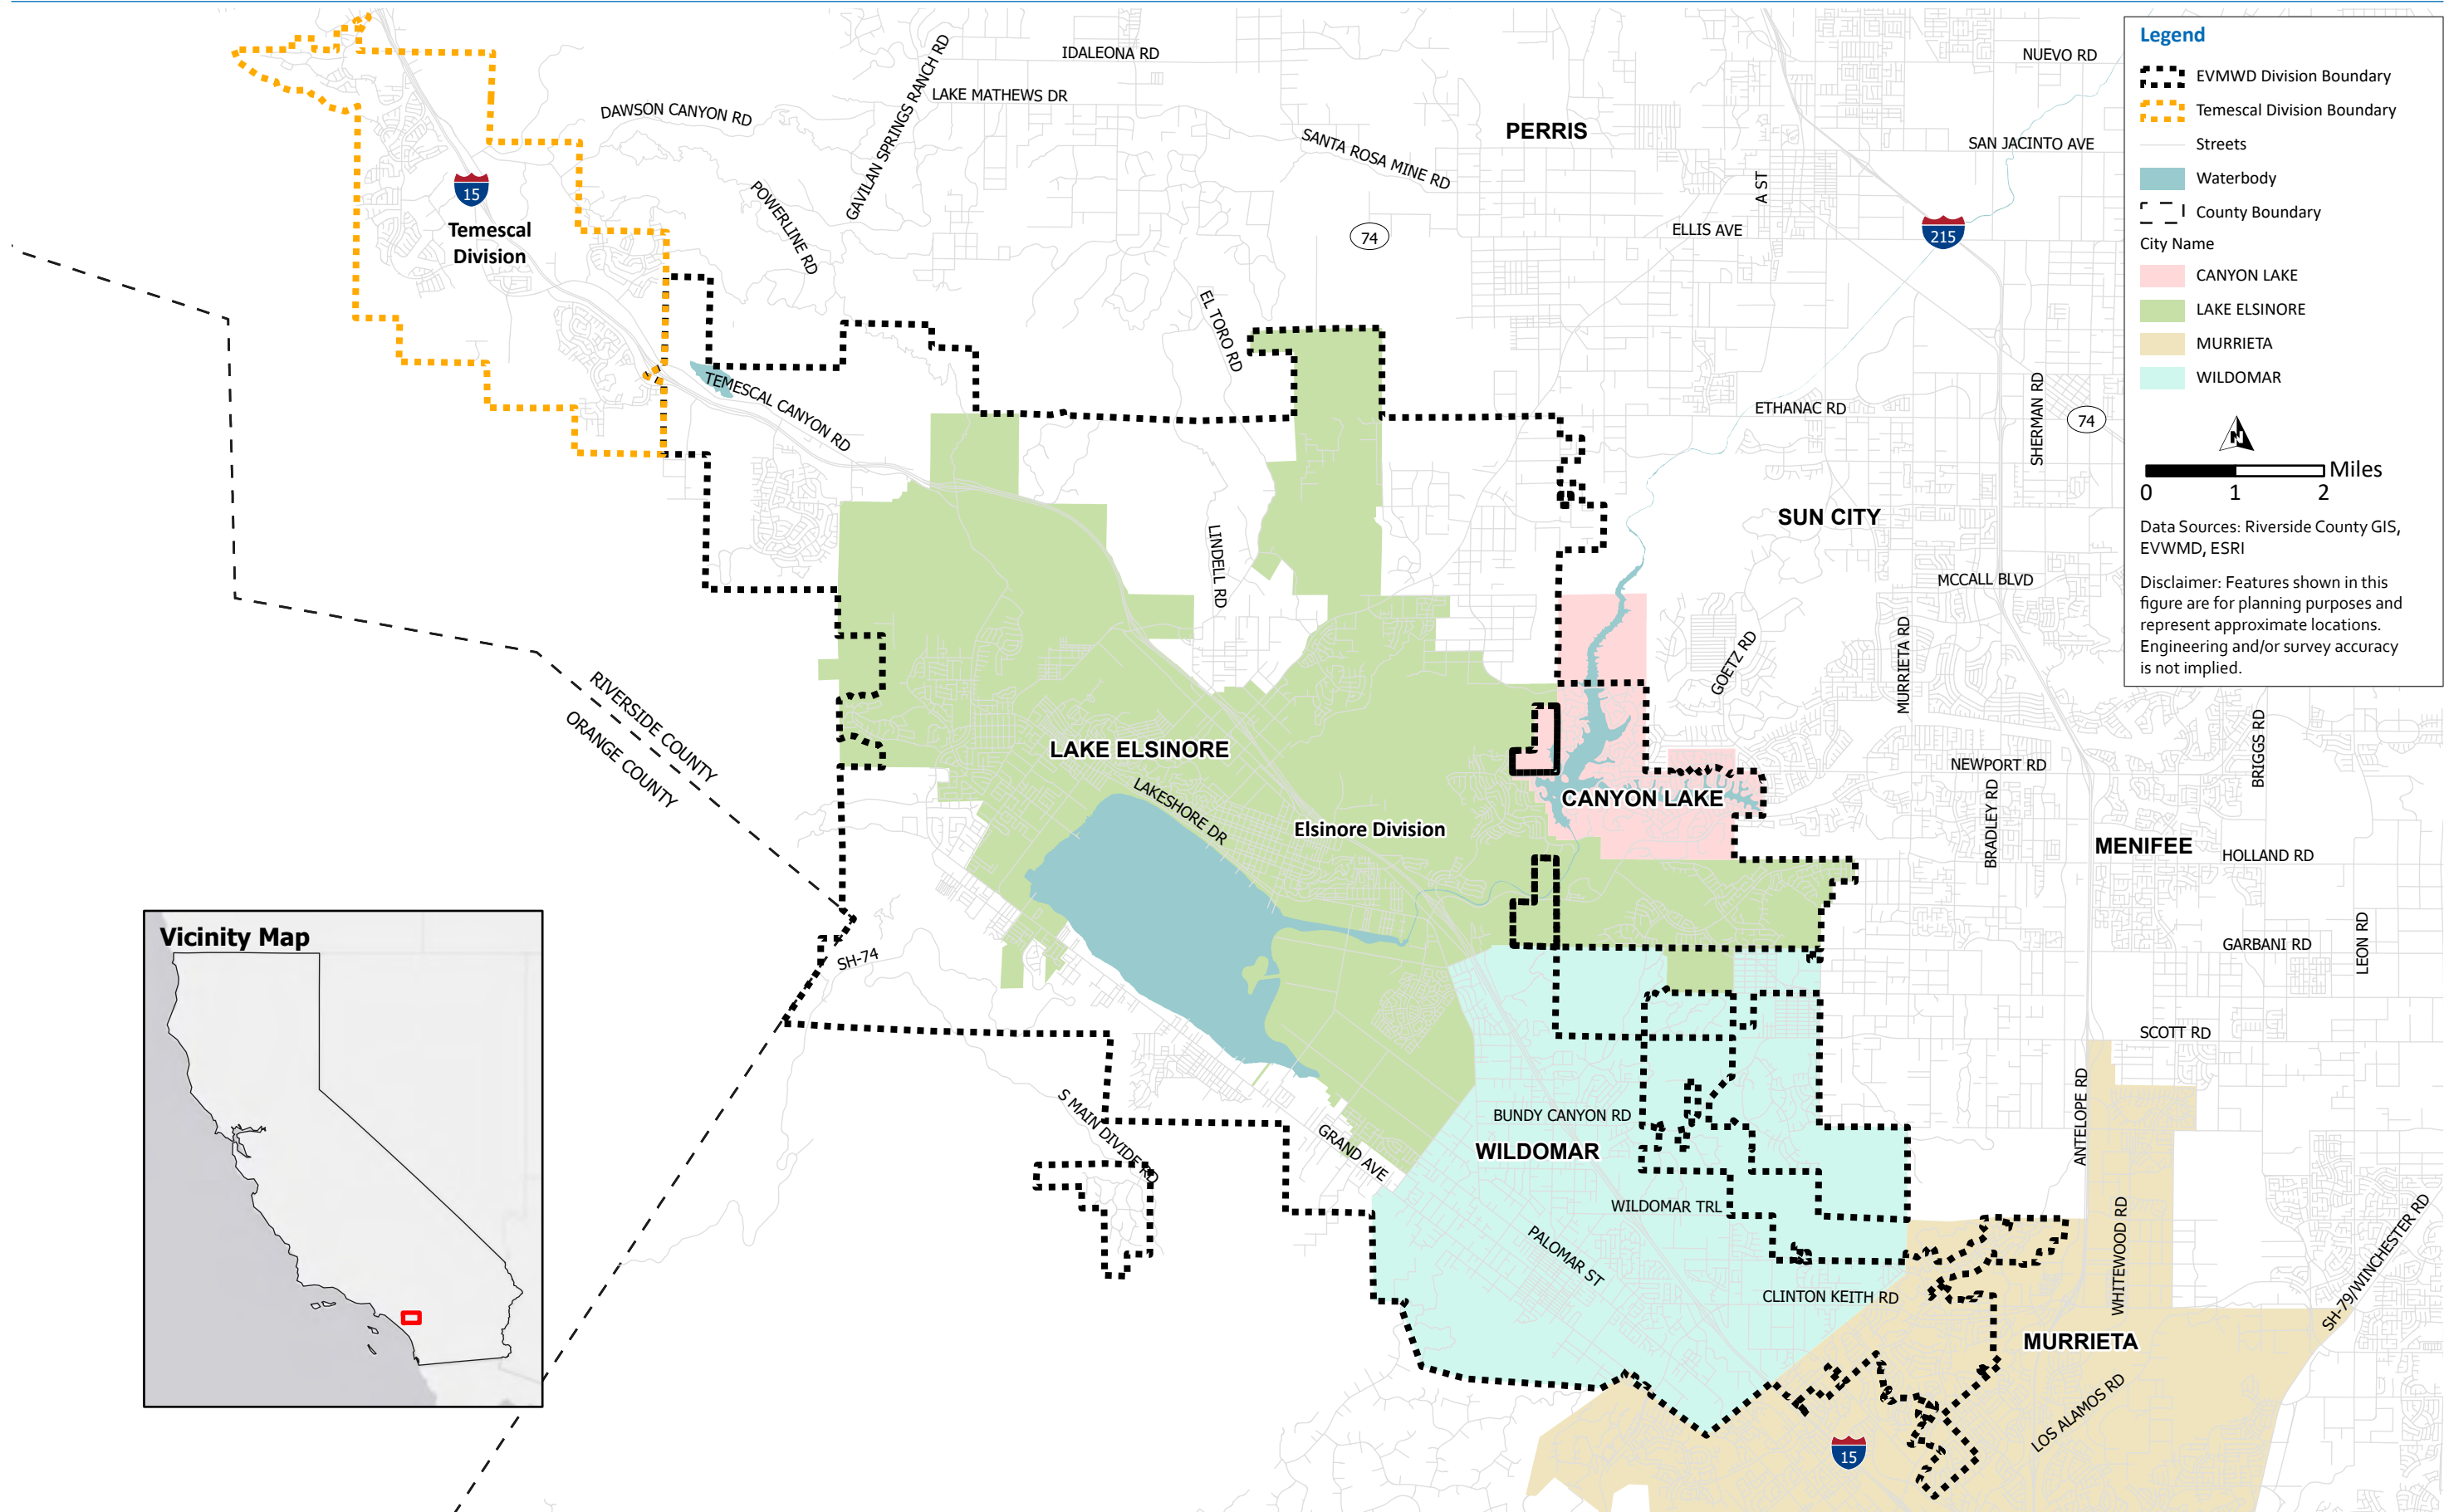 IDALEONA RD
LAKE MATHEWS DR
DAWSON CANYON RD
GAVILAN SPRINGS RANCH RD
POWERLINE RD
SANTA ROSA MINE RD
PERRIS
A ST
NUEVO RD
SAN JACINTO AVE
ELLIS AVE
74
215
15
Temescal
Division
EL TORO RD
TEMESCAL CANYON RD
ETHANAC RD
SHERMAN RD
74
LINDELL RD
SUN CITY
MCCALL BLVD
GOETZ RD
MURRIETA RD
RIVERSIDE COUNTY
ORANGE COUNTY
LAKE ELSINORE
LAKESHORE DR
Elsinore Division
CANYON LAKE
NEWPORT RD
BRADLEY RD
BRIGGS RD
MENIFEE
HOLLAND RD
GARBANI RD
LEON RD
SH-74
SCOTT RD
S MAIN DIVIDE RD
GRAND AVE
BUNDY CANYON RD
WILDOMAR
WILDOMAR TRL
PALOMAR ST
CLINTON KEITH RD
ANTELOPE RD
WHITEWOOD RD
SH-79/WINCHESTER RD
MURRIETA
LOS ALAMOS RD
15
Vicinity Map
Legend
EVMWD Division Boundary
Temescal Division Boundary
Streets
Waterbody
County Boundary
City Name
CANYON LAKE
LAKE ELSINORE
MURRIETA
WILDOMAR
N
Miles
0 1 2
Data Sources: Riverside County GIS,
EVWMD, ESRI
Disclaimer: Features shown in this
figure are for planning purposes and
represent approximate locations.
Engineering and/or survey accuracy
is not implied.